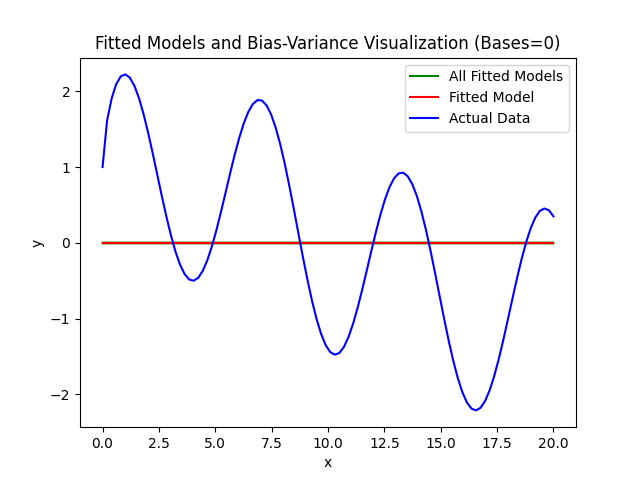 Fitted Models and Bias-Variance Visualization (Bases=0)
All Fitted Models
Fitted Model
Actual Data
y
2
1
0
−1
−2
0.0 2.5 5.0 7.5 10.0 12.5 15.0 17.5 20.0
x